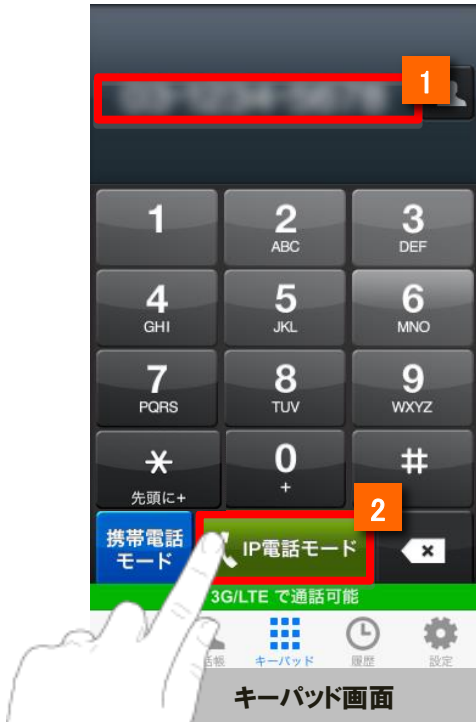 1
1
2
3
ABC
DEF
4
5
6
GHI
JKL
MNO
7
8
9
PQRS
TUV
WXYZ
0
#
先頭に+
+
2
携帯電話
モード
IP電話モード
×
3G/LTE で通話可能
キーパッド
履歴
設定
キーパッド画面